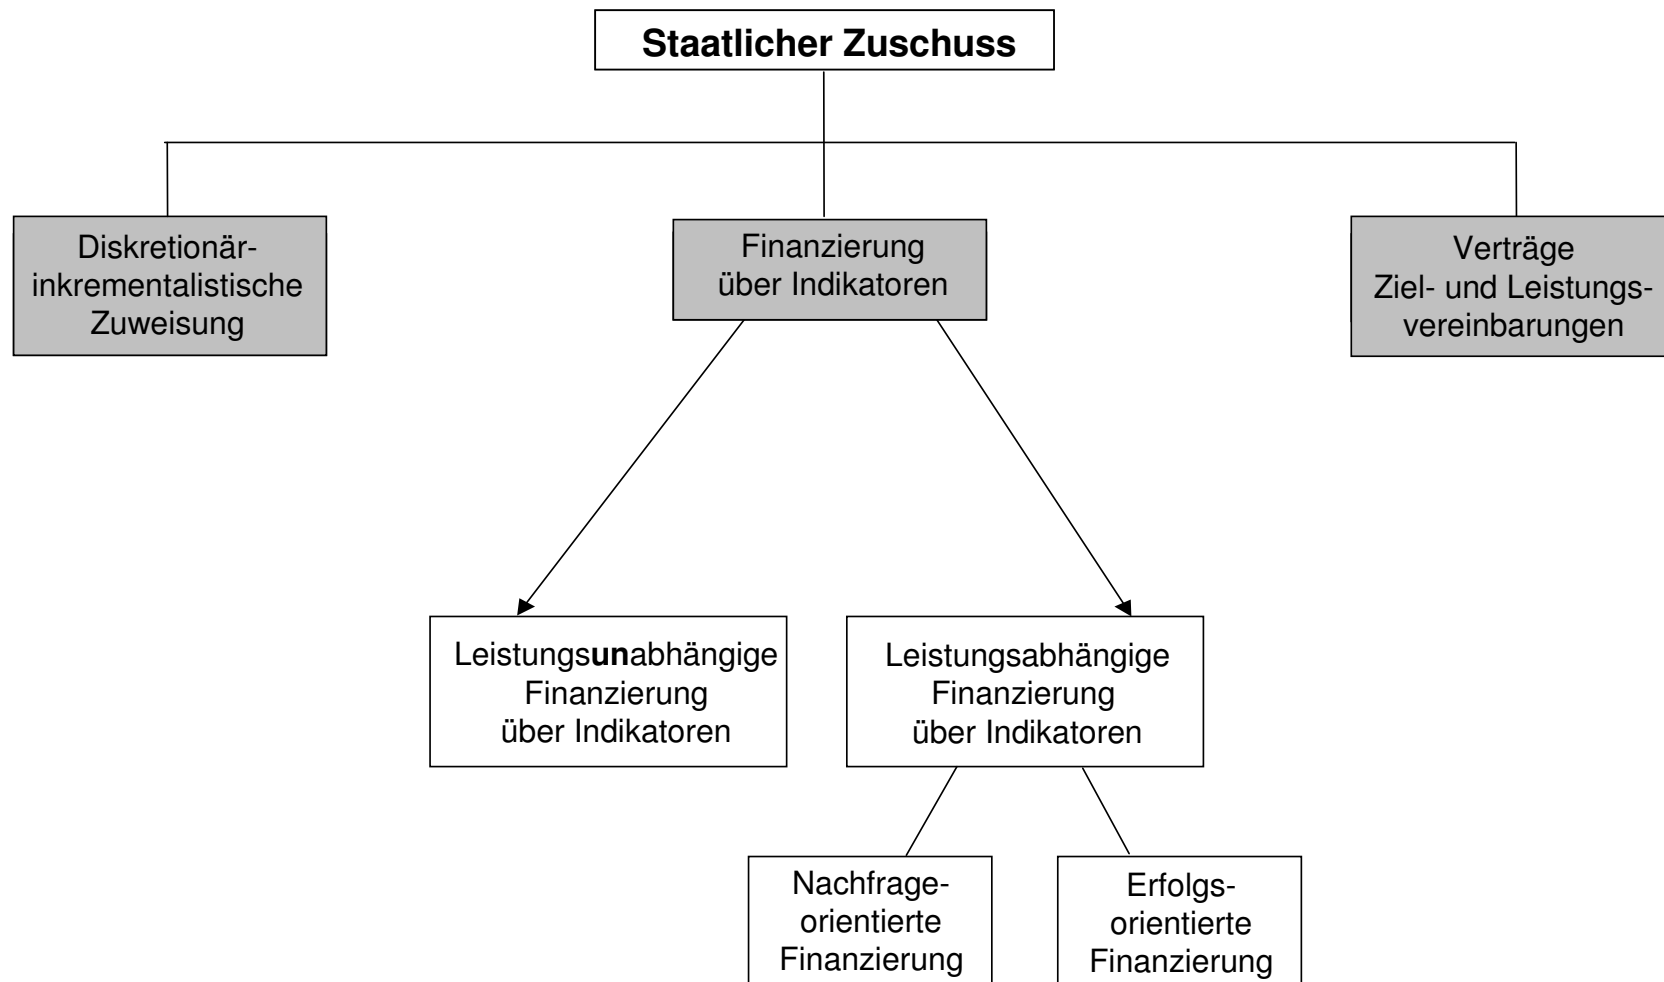 Staatlicher Zuschuss
Diskretionär-
inkrementalistische
Zuweisung
Finanzierung
über Indikatoren
Verträge
Ziel- und Leistungs-
vereinbarungen
Leistungsunabhängige
Finanzierung
über Indikatoren
Leistungsabhängige
Finanzierung
über Indikatoren
Nachfrage-
orientierte
Finanzierung
Erfolgs-
orientierte
Finanzierung